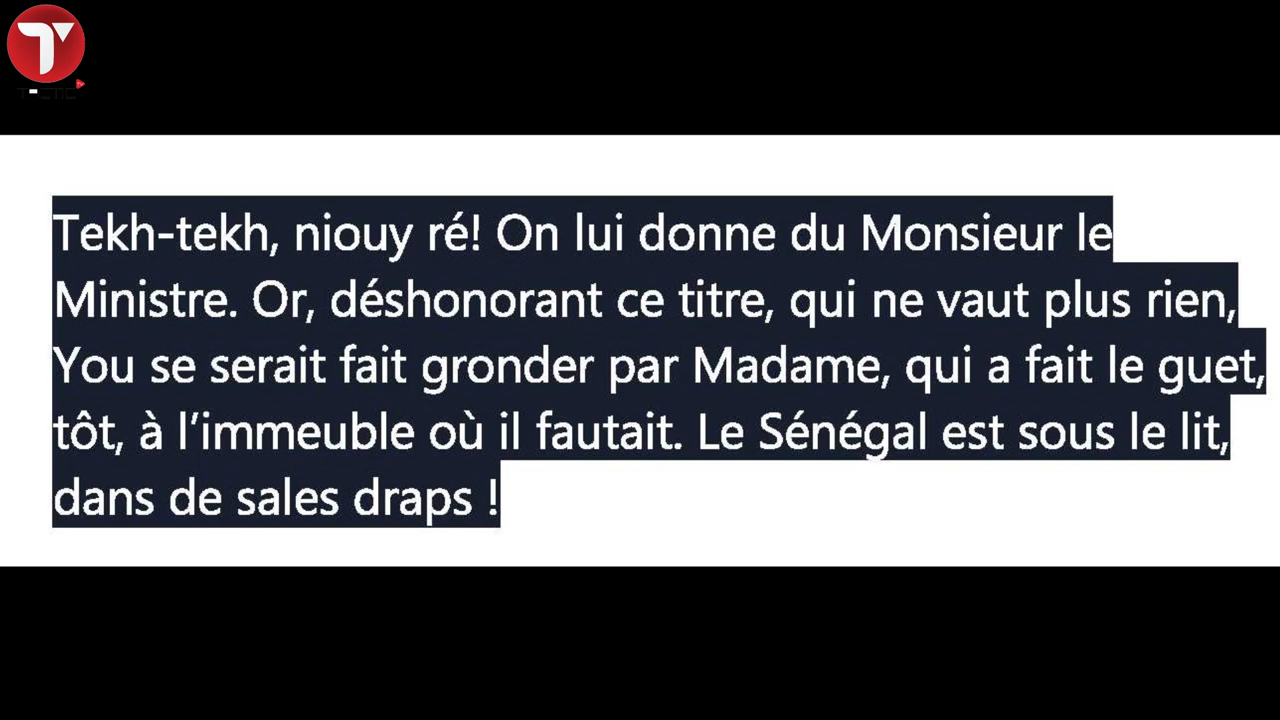 Tekh-tekh, niouy ré! On lui donne du Monsieur le
Ministre. Or, déshonorant ce titre, qui ne vaut plus rien,
You se serait fait gronder par Madame, qui a fait le guet,
tôt, à l’immeuble où il fautait. Le Sénégal est sous le lit,
dans de sales draps !